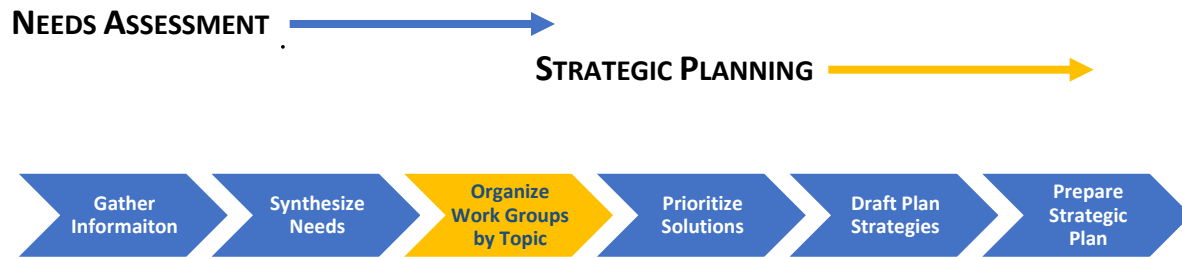 NEEDS ASSESSMENT
.
STRATEGIC PLANNING
Gather
Informaiton
Synthesize
Needs
Organize
Work Groups
by Topic
Prioritize
Solutions
Draft Plan
Strategies
Prepare
Strategic
Plan